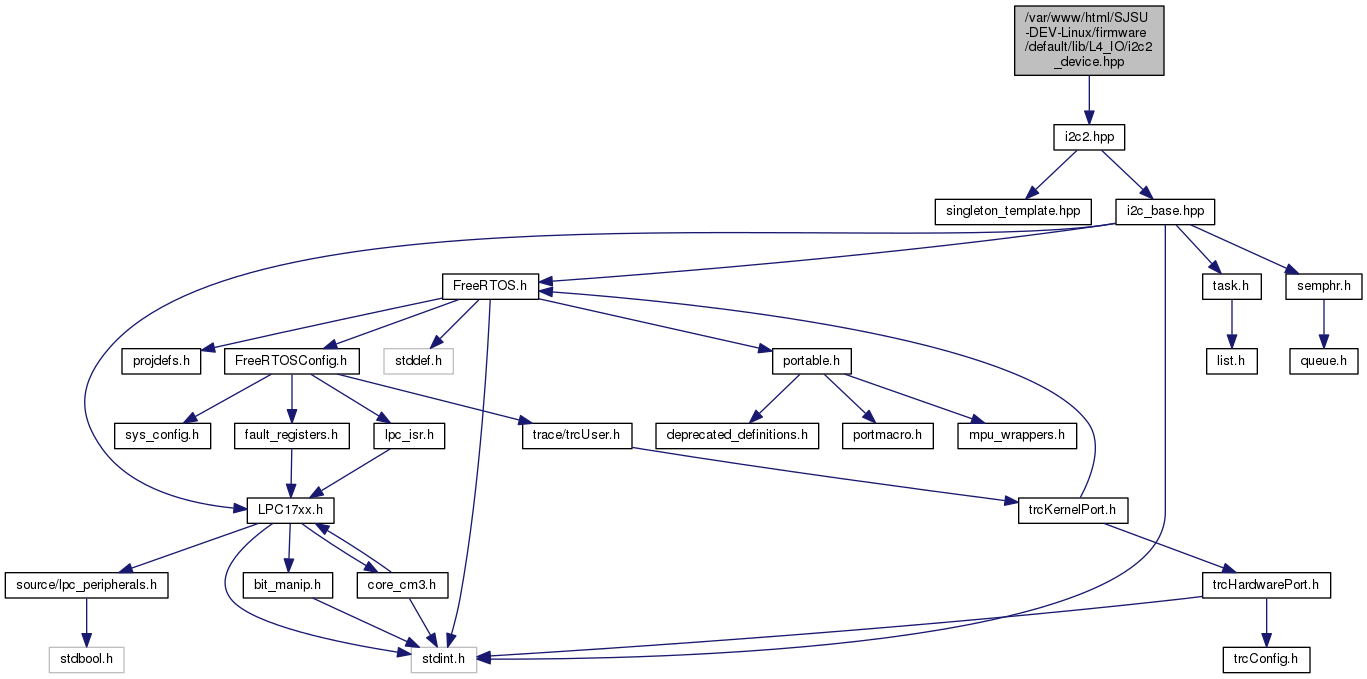 /var/www/html/SJSU
-DEV-Linux/firmware
/default/lib/L4_IO/i2c2
_device.hpp
i2c2.hpp
singleton_template.hpp
i2c_base.hpp
FreeRTOS.h
task.h
semphr.h
projdefs.h
FreeRTOSConfig.h
stddef.h
portable.h
list.h
queue.h
sys_config.h
fault_registers.h
lpc_isr.h
trace/trcUser.h
deprecated_definitions.h
portmacro.h
mpu_wrappers.h
LPC17xx.h
trcKernelPort.h
source/lpc_peripherals.h
bit_manip.h
core_cm3.h
trcHardwarePort.h
stdbool.h
stdint.h
trcConfig.h